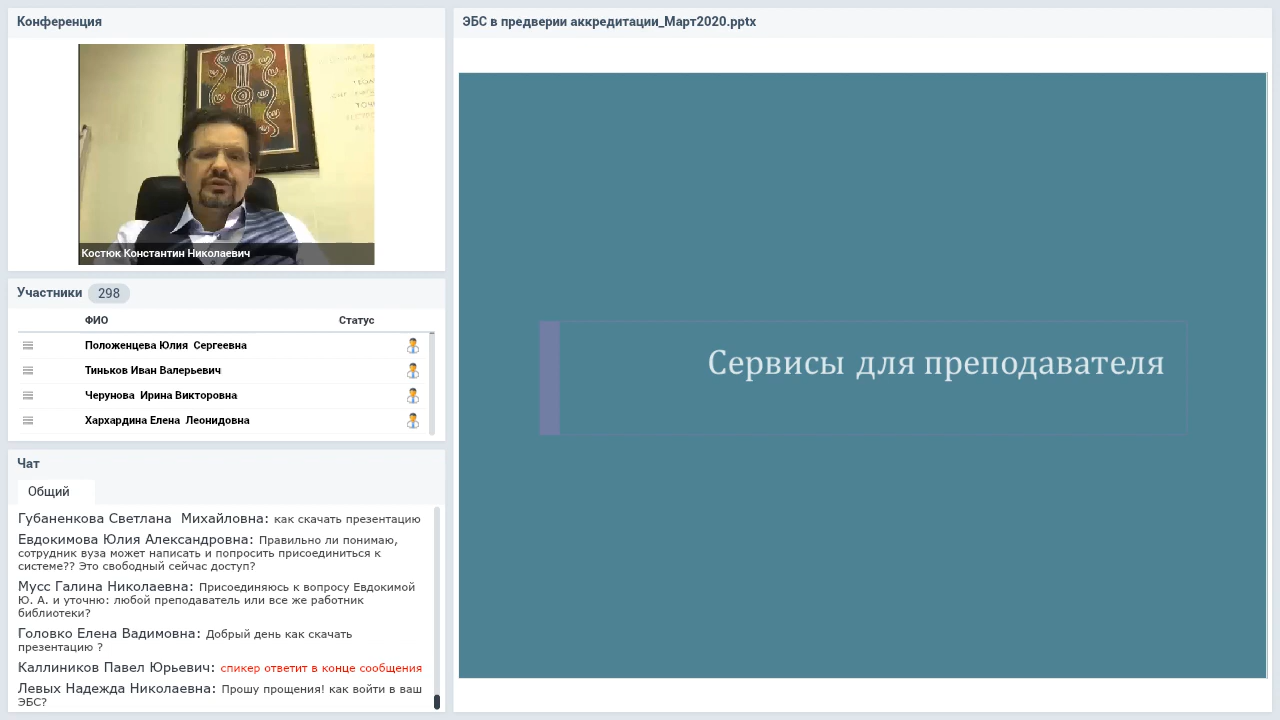 Конференция
Костюк Константин Николаевич
Участники 298
ФИО Статус
Положенцева Юлия Сергеевна
Тиньков Иван Валерьевич
Черунова Ирина Викторовна
Хархардина Елена Леонидовна
Чат
Общий
Губаненкова Светлана Михайловна: как скачать презентацию
Евдокимова Юлия Александровна: Правильно ли понимаю,
сотрудник вуза может написать и попросить присоединиться к
системе?? Это свободный сейчас доступ?
Мусс Галина Николаевна: Присоединяюсь к вопросу Евдокимой
Ю. А. и уточню: любой преподаватель или все же работник
библиотеки?
Головко Елена Вадимовна: Добрый день как скачать
презентацию ?
Каллиников Павел Юрьевич: спикер ответит в конце сообщения
Левых Надежда Николаевна: Прошу прощения! как войти в ваш
ЭБС?
ЭБС в предверии аккредитации_Март2020.pptx
Сервисы для преподавателя